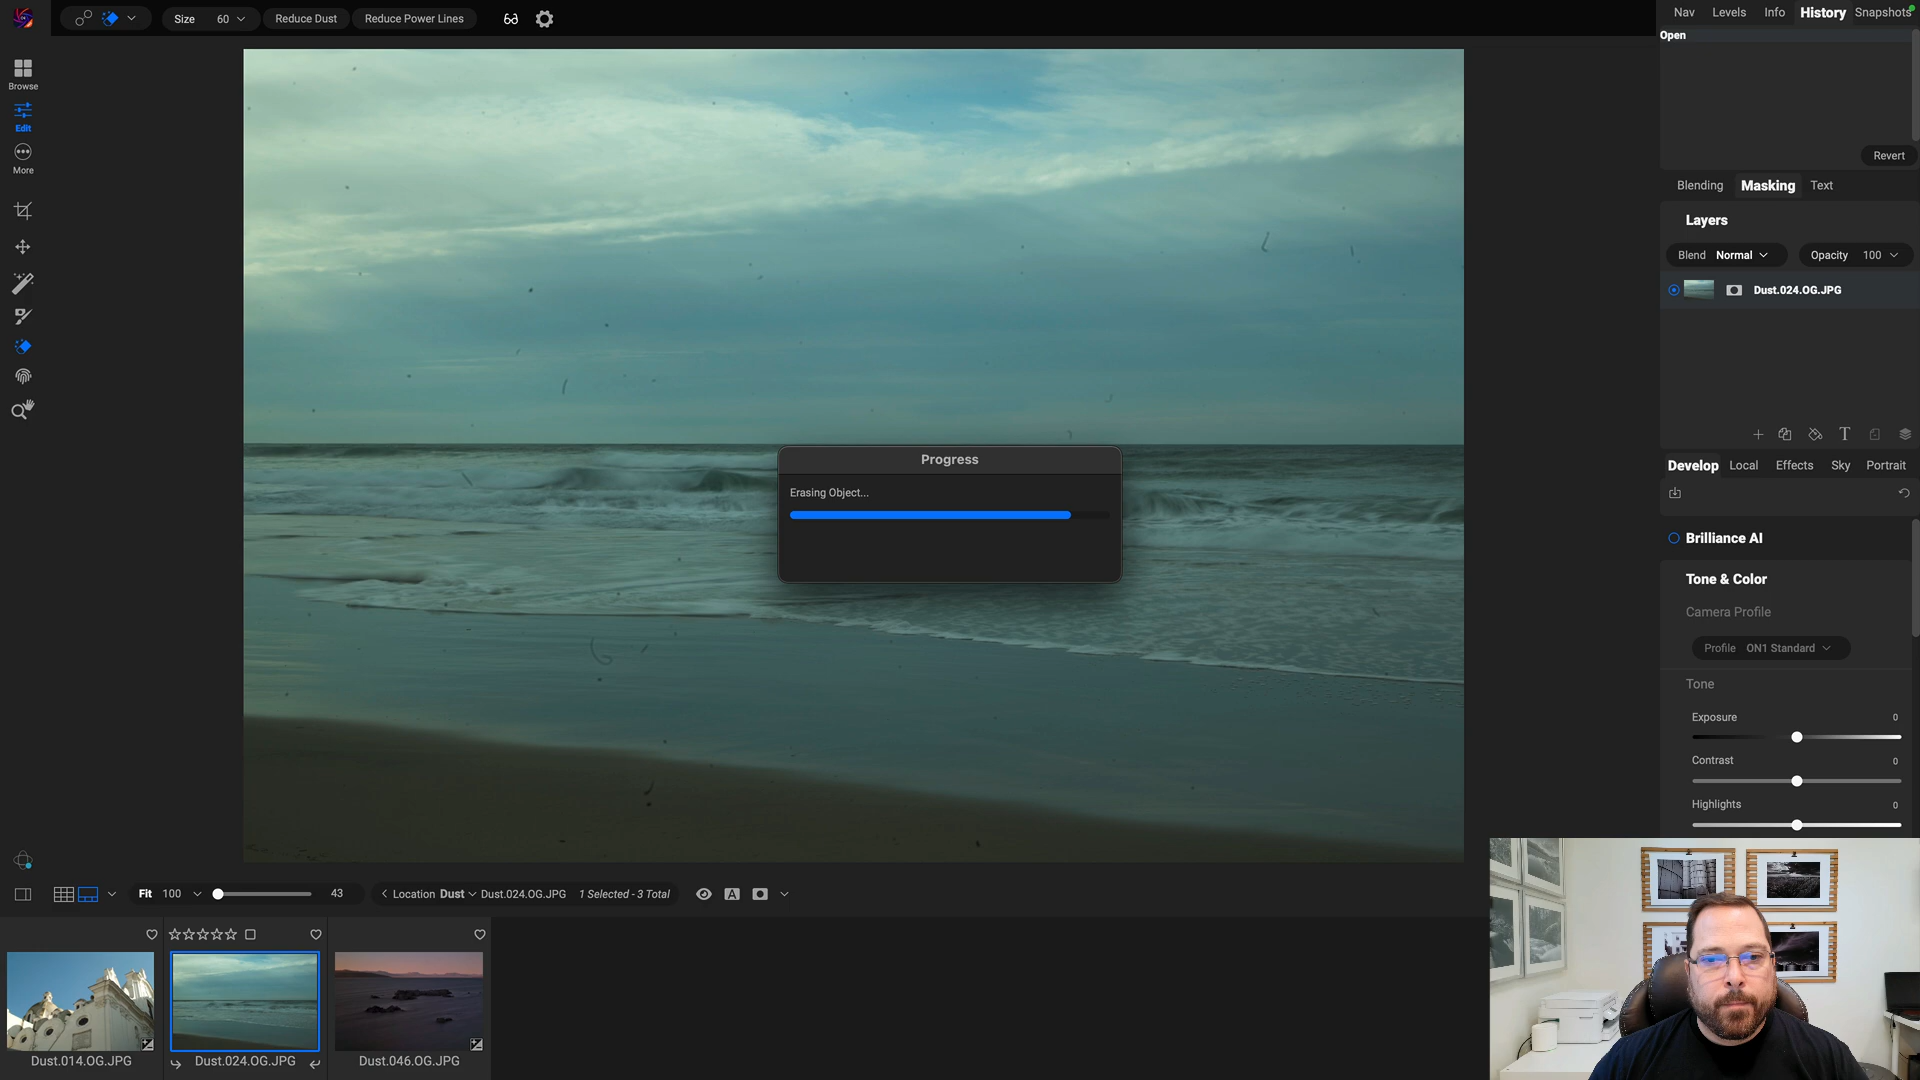 Size 60 Reduce Dust Reduce Power Lines
Nav Levels Info History Snapshots
Open
Revert
Browse
Edit
More
Blending Masking Text
Layers
Blend Normal Opacity 100
Dust.024.OG.JPG
Develop Local Effects Sky Portrait
Progress
Erasing Object...
Brilliance AI
Tone & Color
Camera Profile
Profile ON1 Standard
Tone
Exposure 0
Contrast 0
Highlights 0
Fit 100 43 Location Dust Dust.024.OG.JPG 1 Selected - 3 Total A
Dust.014.OG.JPG Dust.024.OG.JPG Dust.046.OG.JPG